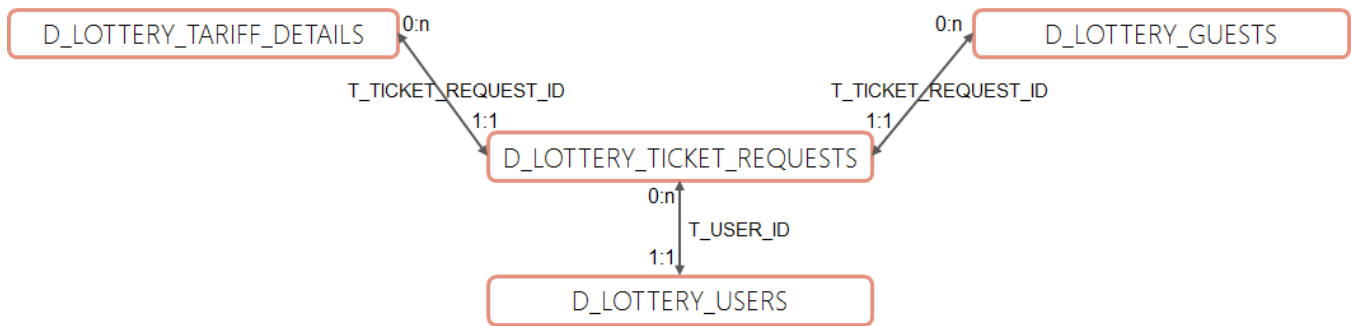 D_LOTTERY_TARIFF_DETAILS
0:n
0:n
D_LOTTERY_GUESTS
T_TICKET_REQUEST_ID
T_TICKET_REQUEST_ID
1:1
1:1
D_LOTTERY_TICKET_REQUESTS
0:n
T_USER_ID
1:1
D_LOTTERY_USERS